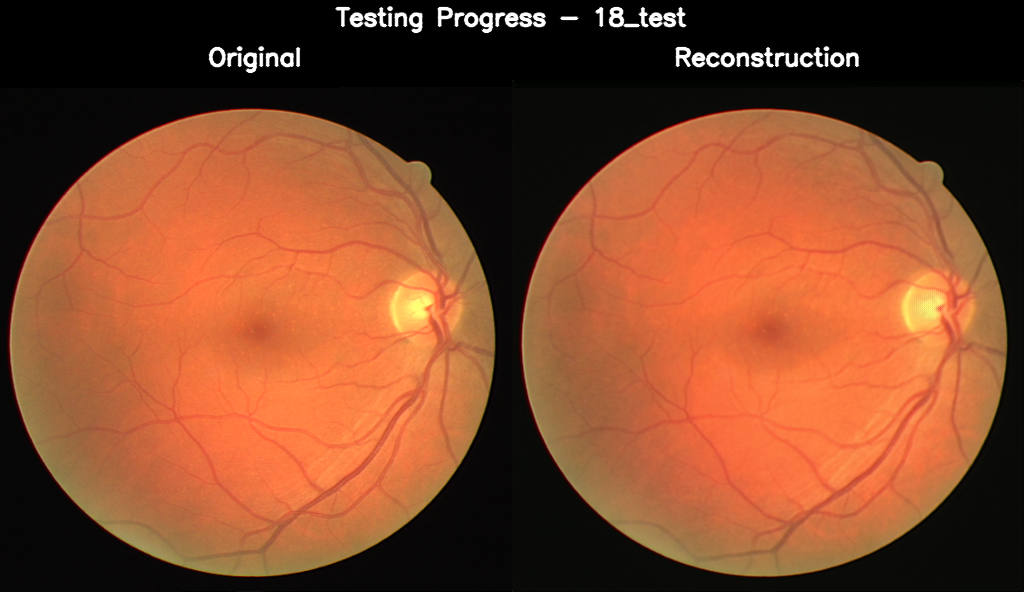 Testing Progress - 18_test
Original
Reconstruction